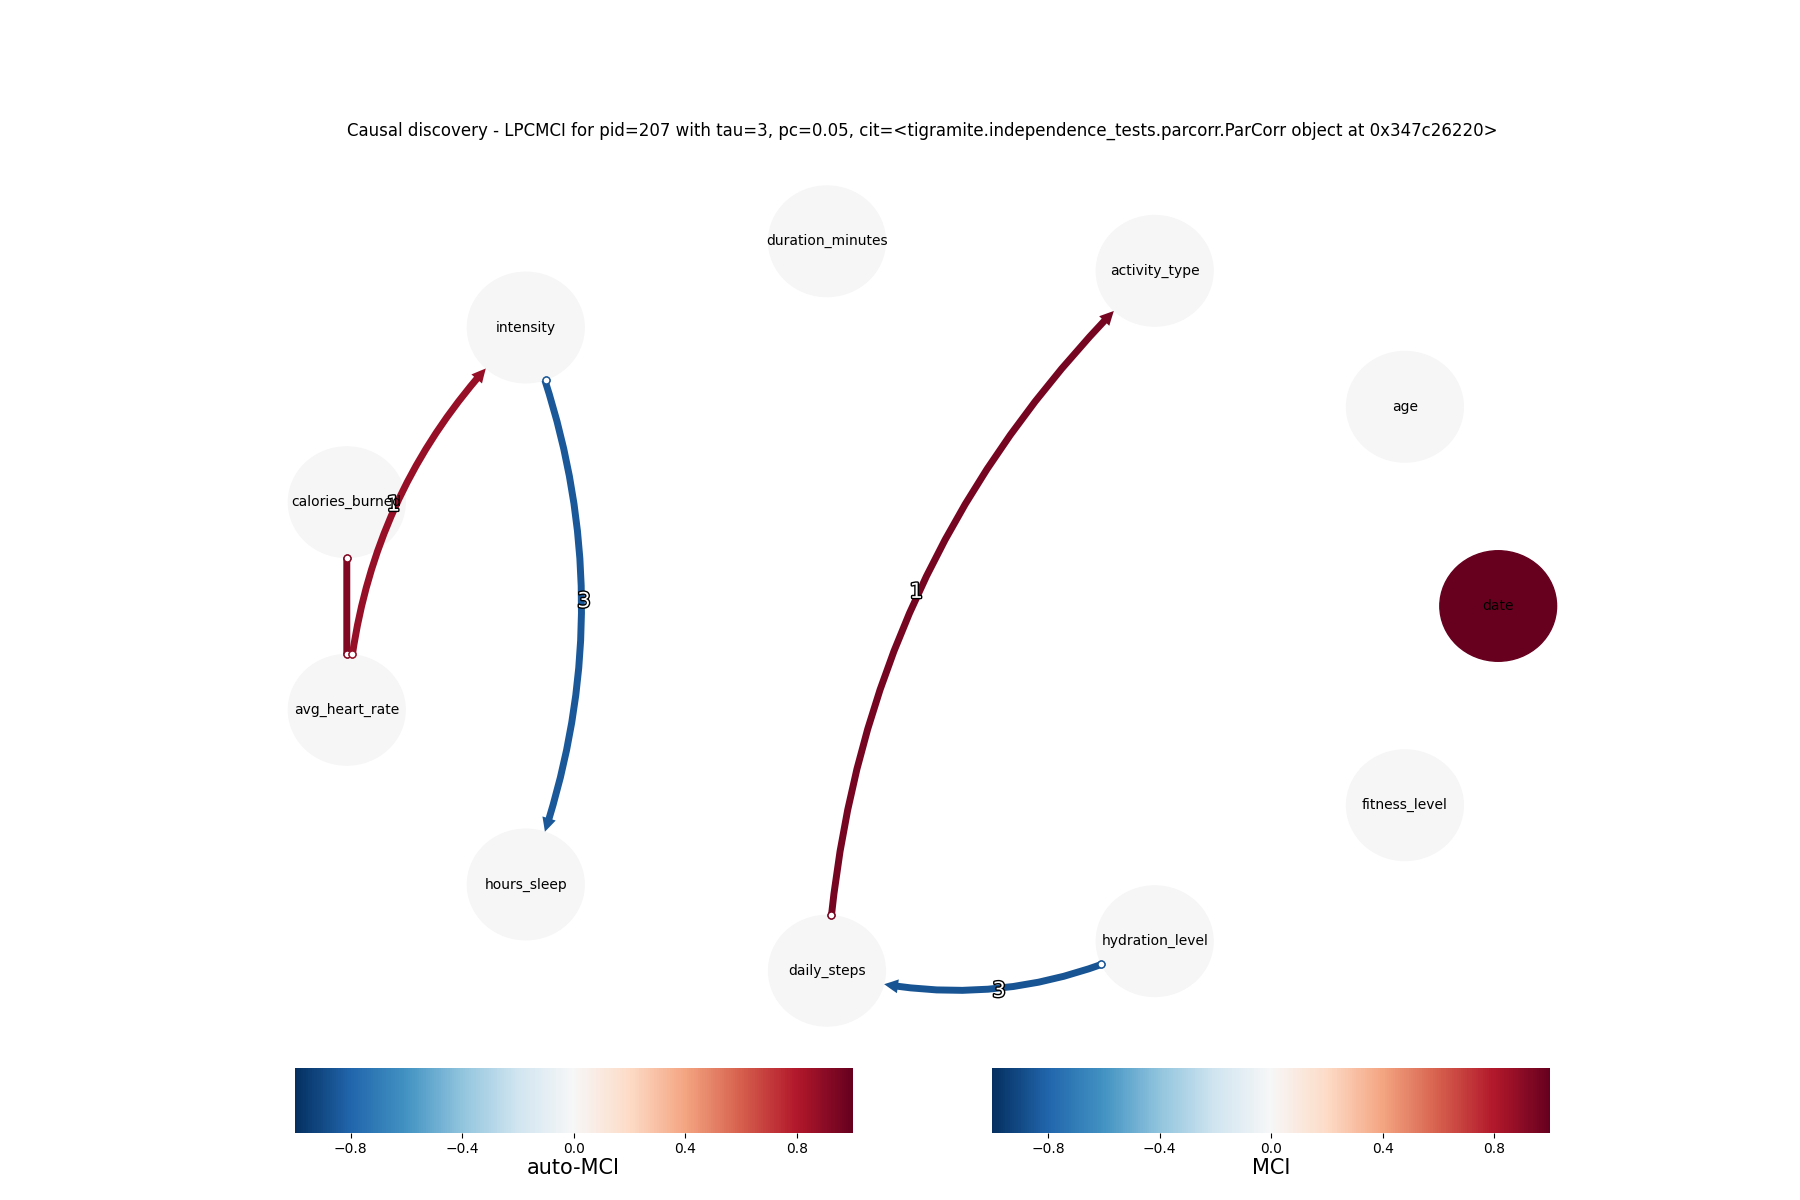 Causal discovery - LPCMCI for pid=207 with tau=3, pc=0.05, cit=<tigramite.independence_tests.parcorr.ParCorr object at 0x347c26220>
duration_minutes
activity_type
intensity
age
calories_burned
1
1
3
date
avg_heart_rate
fitness_level
hours_sleep
hydration_level
daily_steps
3
−0.8 −0.4 0.0 0.4 0.8
auto-MCI
−0.8 −0.4 0.0 0.4 0.8
MCI